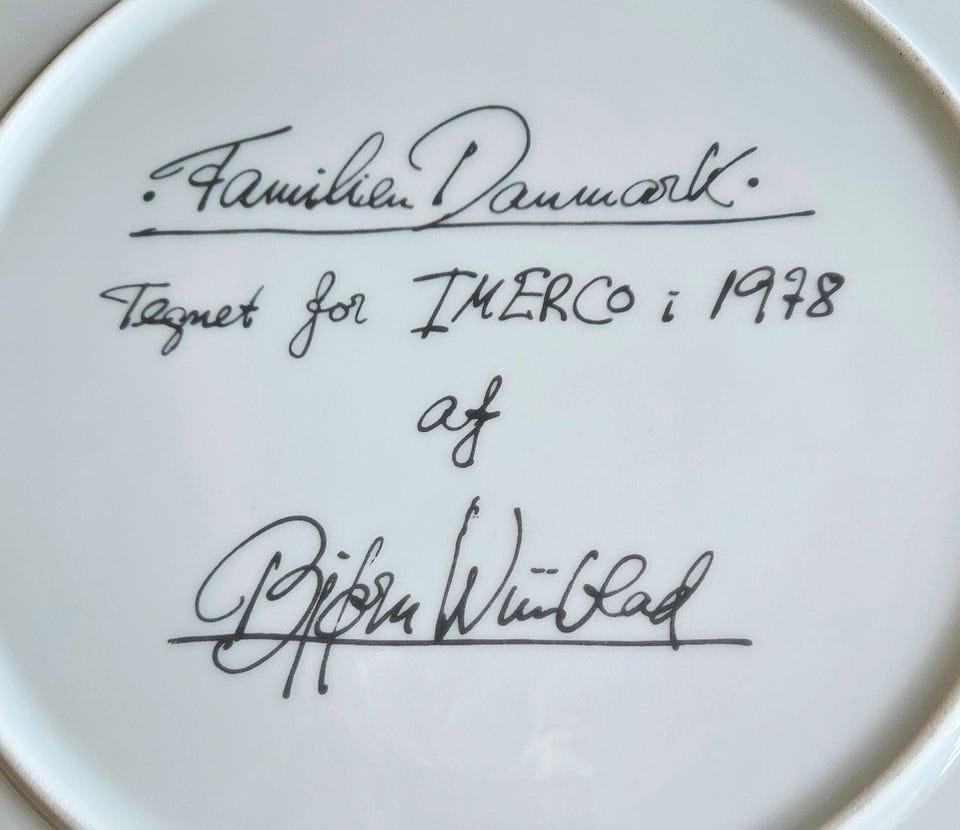 · Familien Danmark ·
Tegnet for IMERCO i 1978
af
Bjørn Wiinblad